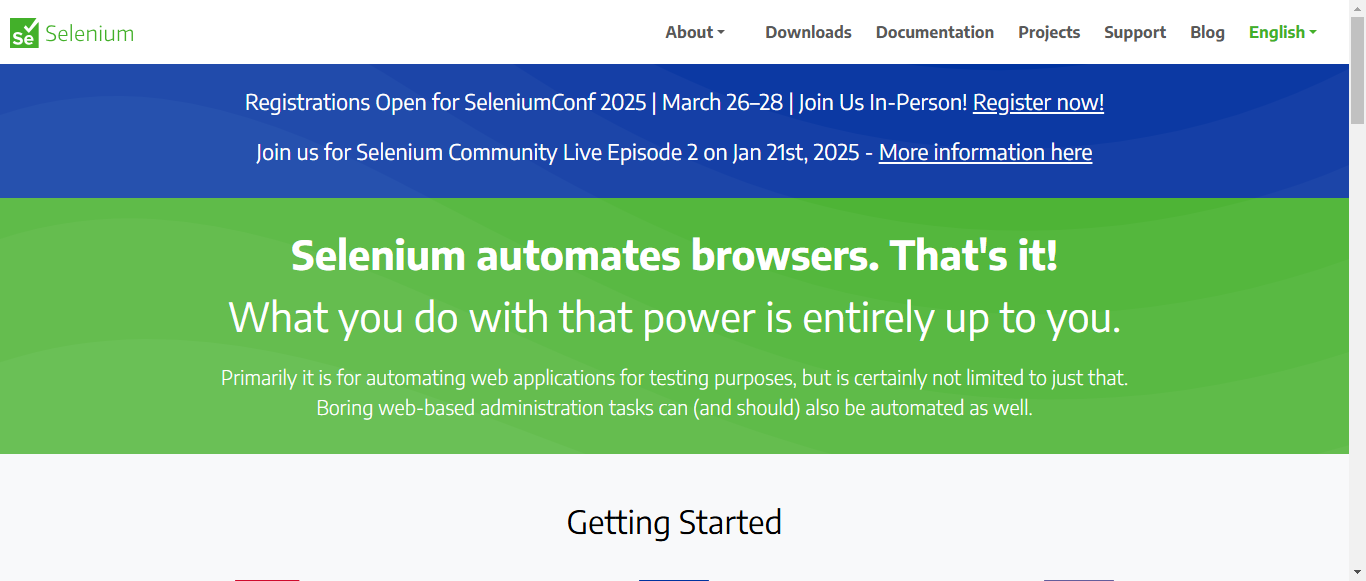 Se Selenium
About Downloads Documentation Projects Support Blog English
Registrations Open for SeleniumConf 2025 | March 26–28 | Join Us In-Person! Register now!
Join us for Selenium Community Live Episode 2 on Jan 21st, 2025 - More information here
Selenium automates browsers. That's it!
What you do with that power is entirely up to you.
Primarily it is for automating web applications for testing purposes, but is certainly not limited to just that.
Boring web-based administration tasks can (and should) also be automated as well.
Getting Started